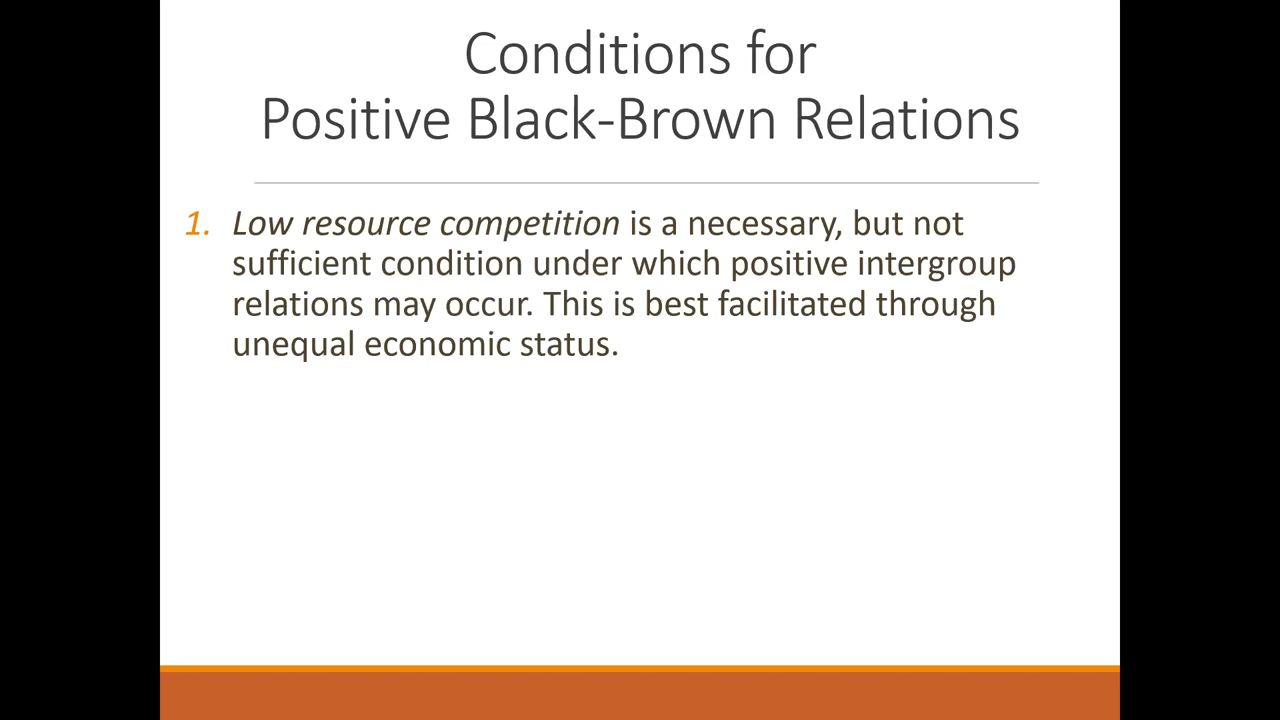 Conditions for
Positive Black-Brown Relations
1. Low resource competition is a necessary, but not
sufficient condition under which positive intergroup
relations may occur. This is best facilitated through
unequal economic status.